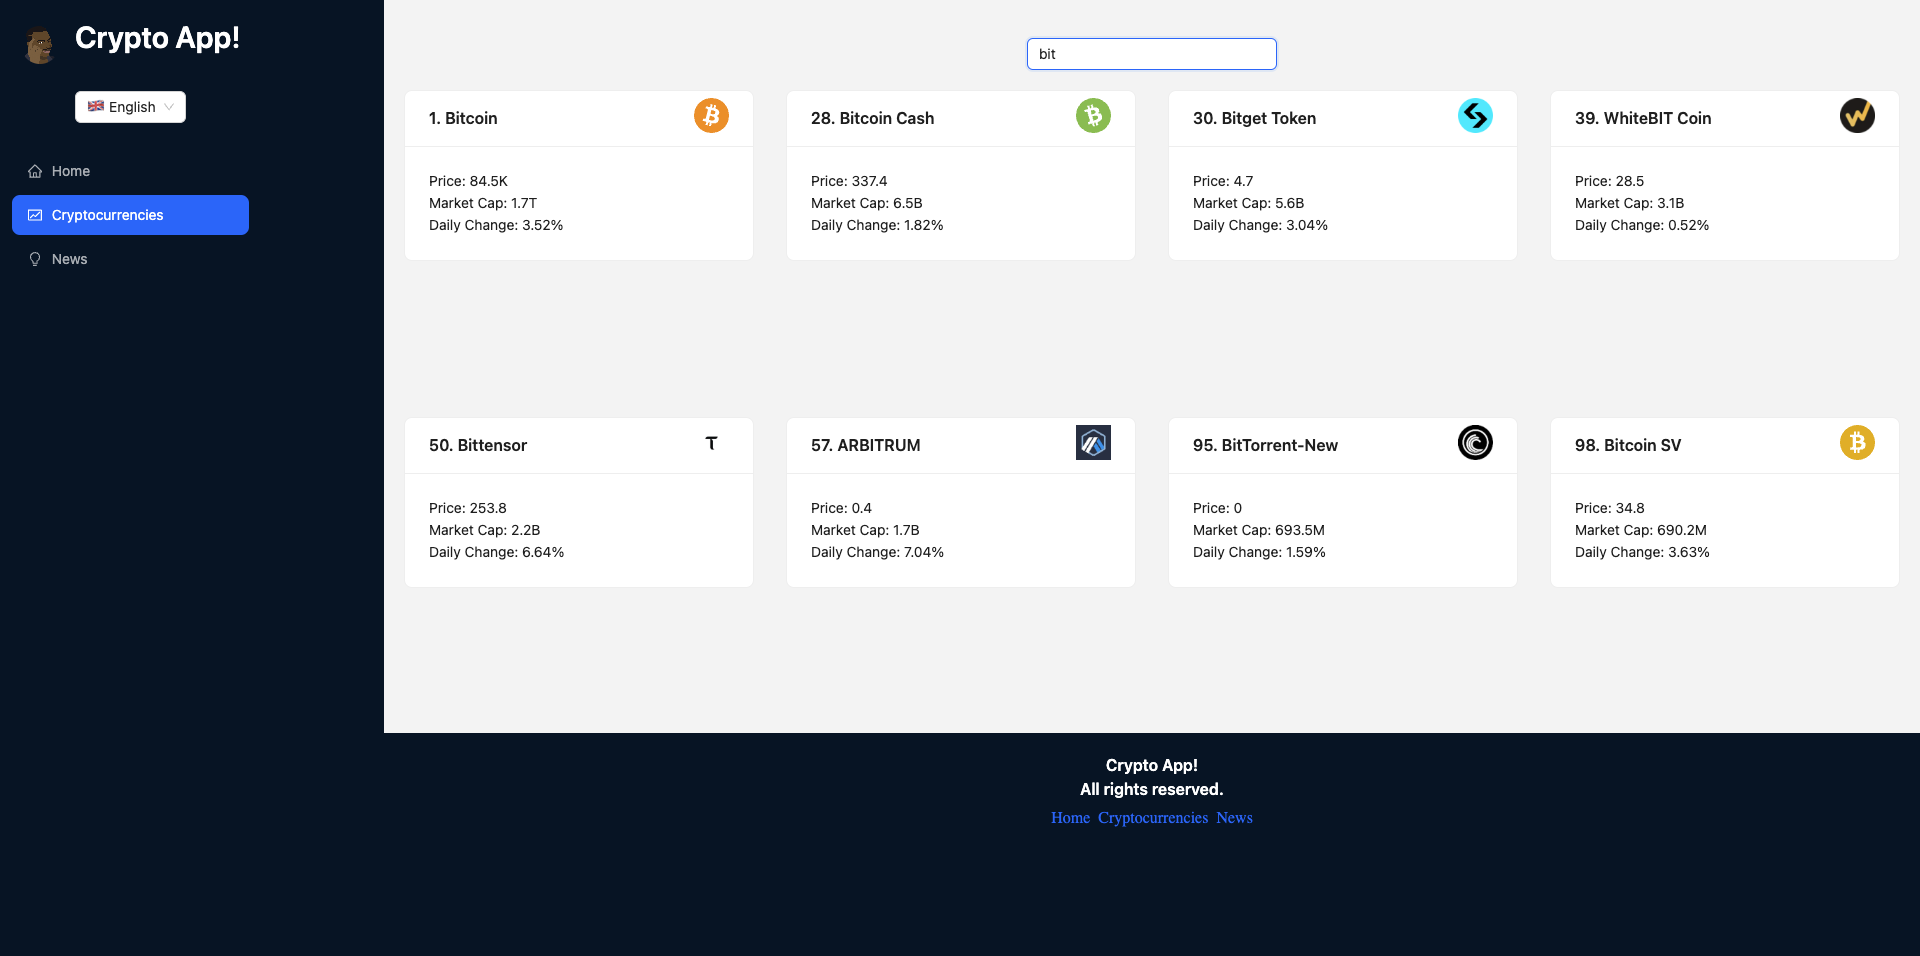 Crypto App!
English
Home
Cryptocurrencies
News
bit
1. Bitcoin
Price: 84.5K
Market Cap: 1.7T
Daily Change: 3.52%
28. Bitcoin Cash
Price: 337.4
Market Cap: 6.5B
Daily Change: 1.82%
30. Bitget Token
Price: 4.7
Market Cap: 5.6B
Daily Change: 3.04%
39. WhiteBIT Coin
Price: 28.5
Market Cap: 3.1B
Daily Change: 0.52%
50. Bittensor
Price: 253.8
Market Cap: 2.2B
Daily Change: 6.64%
57. ARBITRUM
Price: 0.4
Market Cap: 1.7B
Daily Change: 7.04%
95. BitTorrent-New
Price: 0
Market Cap: 693.5M
Daily Change: 1.59%
98. Bitcoin SV
Price: 34.8
Market Cap: 690.2M
Daily Change: 3.63%
Crypto App!
All rights reserved.
Home Cryptocurrencies News